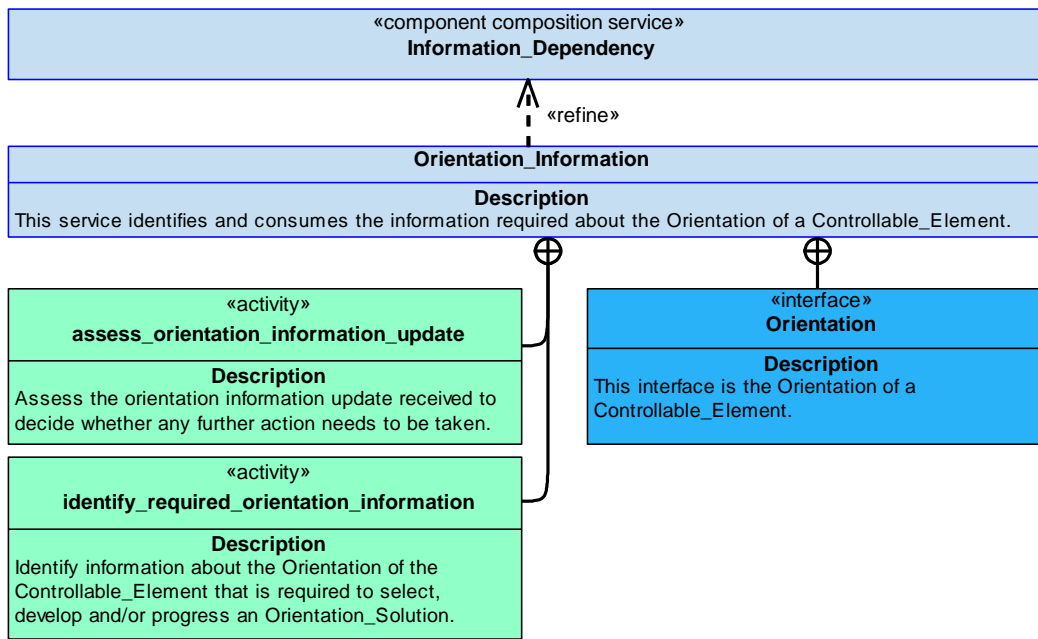 «component composition service»
Information_Dependency
«refine»
Orientation_Information
Description
This service identifies and consumes the information required about the Orientation of a Controllable_Element.
«activity»
assess_orientation_information_update
Description
Assess the orientation information update received to
decide whether any further action needs to be taken.
«interface»
Orientation
Description
This interface is the Orientation of a
Controllable_Element.
«activity»
identify_required_orientation_information
Description
Identify information about the Orientation of the
Controllable_Element that is required to select,
develop and/or progress an Orientation_Solution.